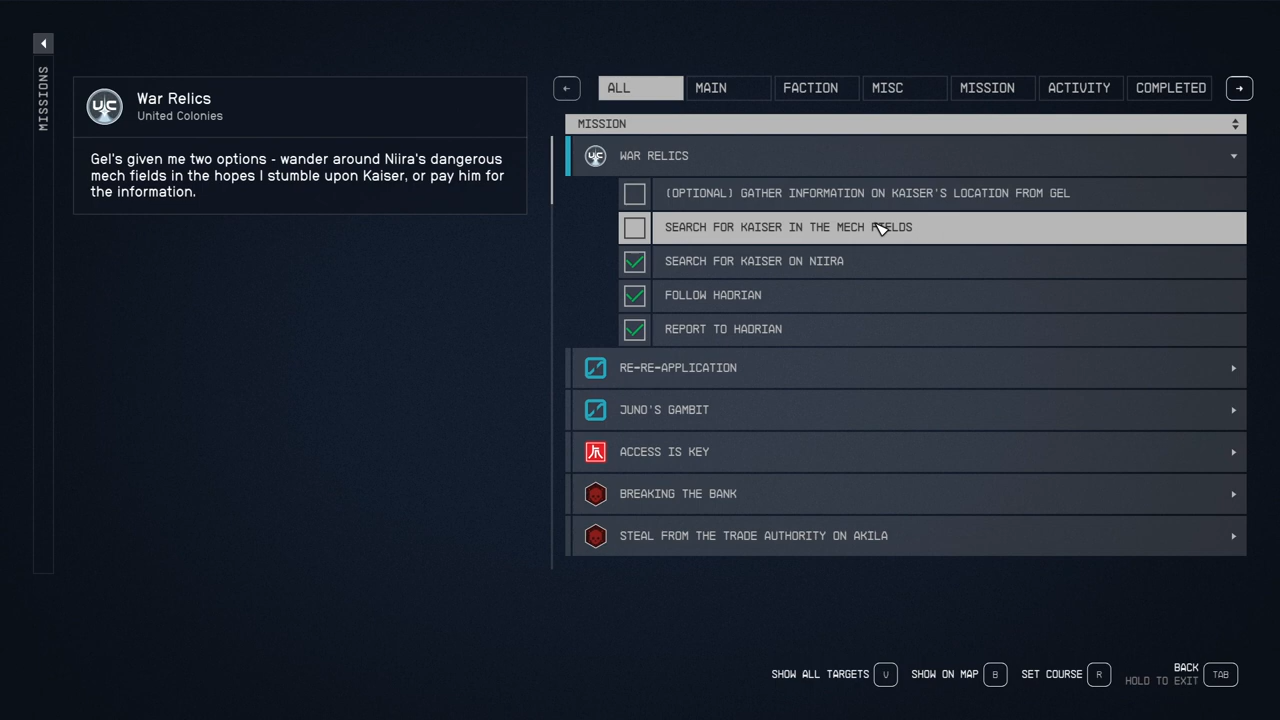 MISSIONS
War Relics
United Colonies
Gel's given me two options - wander around Niira's dangerous
mech fields in the hopes I stumble upon Kaiser, or pay him for
the information.
ALL
MAIN
FACTION
MISC
MISSION
ACTIVITY
COMPLETED
MISSION
UC
WAR RELICS
(OPTIONAL) GATHER INFORMATION ON KAISER'S LOCATION FROM GEL
SEARCH FOR KAISER IN THE MECH FIELDS
SEARCH FOR KAISER ON NIIRA
FOLLOW HADRIAN
REPORT TO HADRIAN
RE-RE-APPLICATION
JUNO'S GAMBIT
ACCESS IS KEY
BREAKING THE BANK
STEAL FROM THE TRADE AUTHORITY ON AKILA
SHOW ALL TARGETS V
SHOW ON MAP B
SET COURSE R
BACK
HOLD TO EXIT
TAB